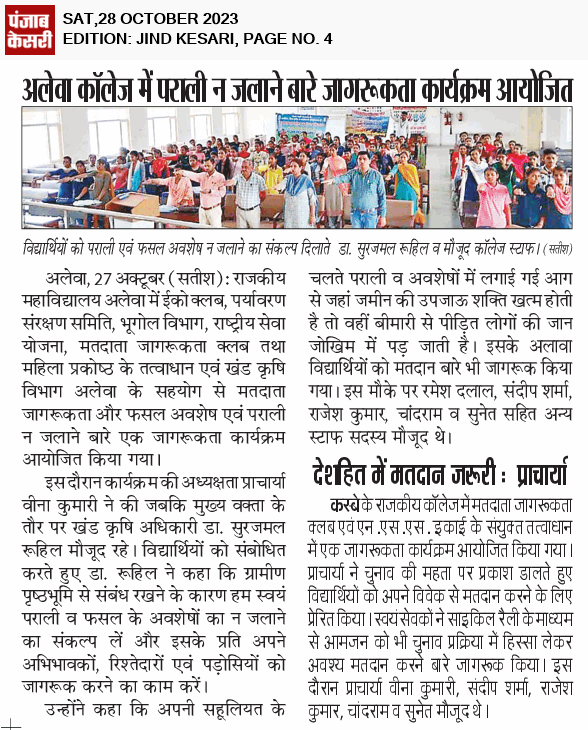 पंजाब
केसरी
SAT,28 OCTOBER 2023
EDITION: JIND KESARI, PAGE NO. 4
अलेवा कॉलेज में पराली न जलाने बारे जागरूकता कार्यक्रम आयोजित
विद्यार्थियों को पराली एवं फसल अवशेष न जलाने का संकल्प दिलाते डा. सुरजमल रूहिल व मौजूद कॉलेज स्टाफ। (सतीश)
अलेवा, 27 अक्टूबर (सतीश): राजकीय
महाविद्यालय अलेवा में ईको क्लब, पर्यावरण
संरक्षण समिति, भूगोल विभाग, राष्ट्रीय सेवा
योजना, मतदाता जागरूकता क्लब तथा
महिला प्रकोष्ठ के तत्वाधान एवं खंड कृषि
विभाग अलेवा के सहयोग से मतदाता
जागरूकता और फसल अवशेष एवं पराली
न जलाने बारे एक जागरूकता कार्यक्रम
आयोजित किया गया।
इस दौरान कार्यक्रम की अध्यक्षता प्राचार्या
वीना कुमारी ने की जबकि मुख्य वक्ता के
तौर पर खंड कृषि अधिकारी डा. सुरजमल
रूहिल मौजूद रहे। विद्यार्थियों को संबोधित
करते हुए डा. रूहिल ने कहा कि ग्रामीण
पृष्ठभूमि से संबंध रखने के कारण हम स्वयं
पराली व फसल के अवशेषों का न जलाने
का संकल्प लें और इसके प्रति अपने
अभिभावकों, रिश्तेदारों एवं पड़ोसियों को
जागरूक करने का काम करें।
उन्होंने कहा कि अपनी सहूलियत के
चलते पराली व अवशेषों में लगाई गई आग
से जहां जमीन की उपजाऊ शक्ति खत्म होती
है तो वहीं बीमारी से पीड़ित लोगों की जान
जोखिम में पड़ जाती है। इसके अलावा
विद्यार्थियों को मतदान बारे भी जागरूक किया
गया। इस मौके पर रमेश दलाल, संदीप शर्मा,
राजेश कुमार, चांदराम व सुनेत सहित अन्य
स्टाफ सदस्य मौजूद थे।
देशहित में मतदान जरूरी : प्राचार्या
कस्बे के राजकीय कॉलेज में मतदाता जागरूकता
क्लब एवं एन .एस .एस . इकाई के संयुक्त तत्वाधान
में एक जागरूकता कार्यक्रम आयोजित किया गया।
प्राचार्या ने चुनाव की महता पर प्रकाश डालते हुए
विद्यार्थियों को अपने विवेक से मतदान करने के लिए
प्रेरित किया। स्वयं सेवकों ने साइकिल रैली के माध्यम
से आमजन को भी चुनाव प्रक्रिया में हिस्सा लेकर
अवश्य मतदान करने बारे जागरूक किया। इस
दौरान प्राचार्या वीना कुमारी, संदीप शर्मा, राजेश
कुमार, चांदराम व सुनेत मौजूद थे।